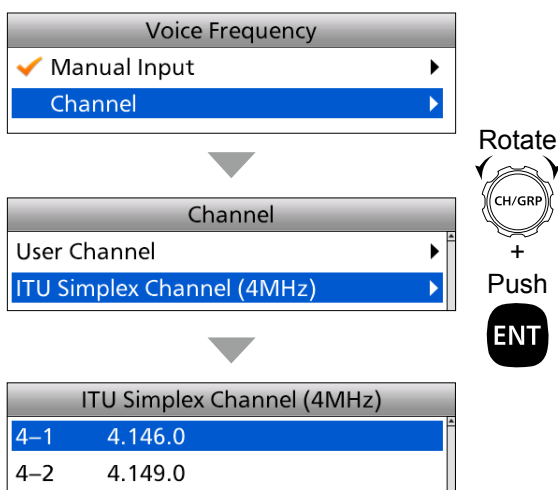 Voice Frequency
Manual Input
Channel
Rotate
CH/GRP
+
Push
ENT
Channel
User Channel
ITU Simplex Channel (4MHz)
ITU Simplex Channel (4MHz)
4–1 4.146.0
4–2 4.149.0